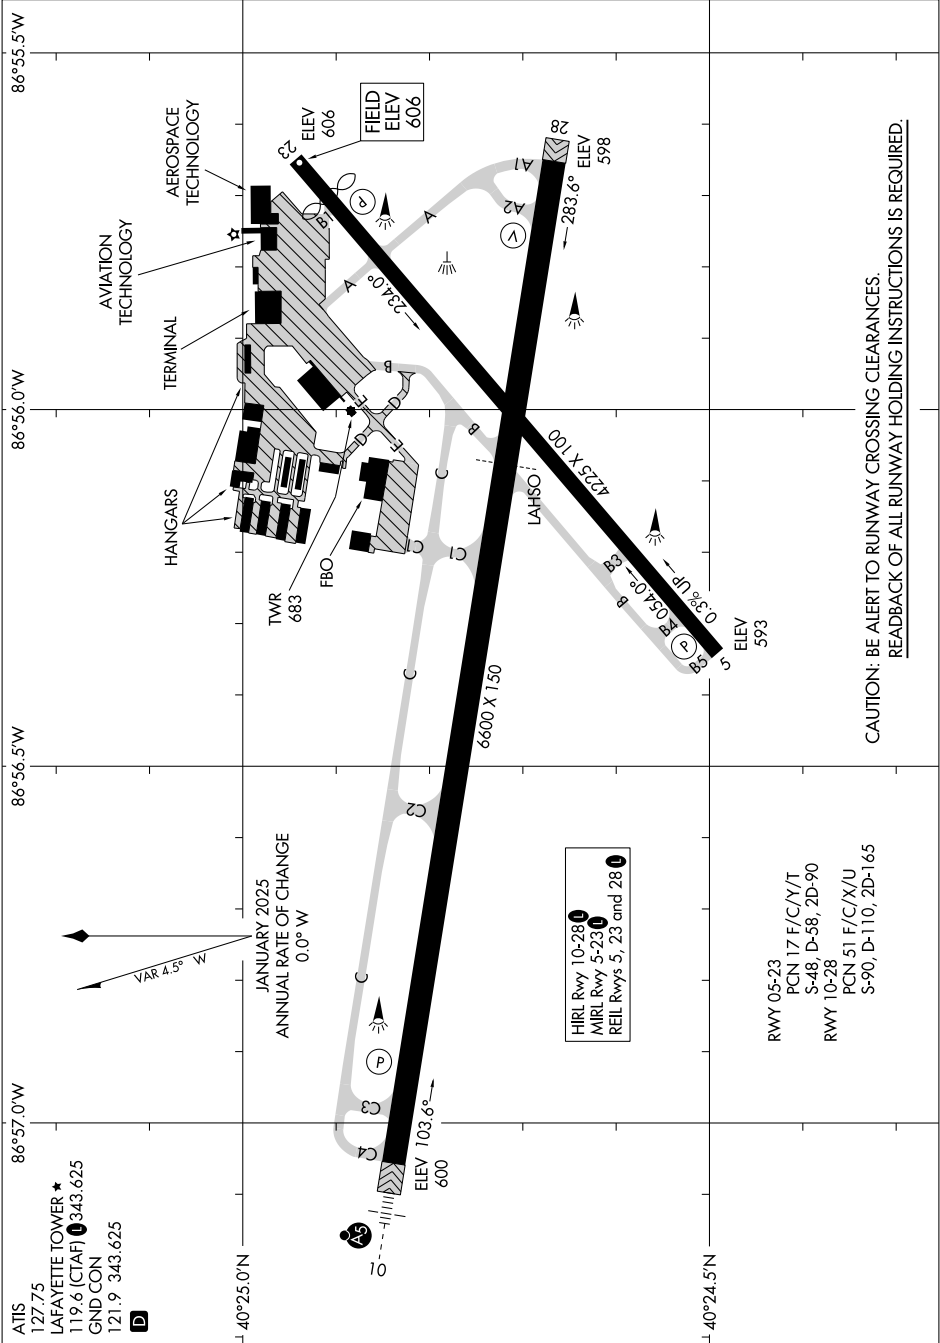 ATIS
127.75
LAFAYETTE TOWER ★
119.6 (CTAF) L 343.625
GND CON
121.9 343.625
D
86°57.0'W
86°56.5'W
86°56.0'W
86°55.5'W
40°25.0'N
40°24.5'N
VAR 4.5° W
JANUARY 2025
ANNUAL RATE OF CHANGE
0.0° W
HANGARS
TERMINAL
AVIATION
TECHNOLOGY
AEROSPACE
TECHNOLOGY
TWR
683
FBO
23
ELEV
606
FIELD
ELEV
606
B1
P
A
A
A1
A2
V
28
ELEV
598
283.6°
234.0°
B
D
E
D
E
B
C
C1
C1
LAHSO
4225 X 100
B3
B
054.0°
0.3% UP
B4
P
B5
5
ELEV
593
C
6600 X 150
C2
C
P
C3
C4
ELEV
600
103.6°
A5
10
HIRL Rwy 10-28 L
MIRL Rwy 5-23 L
REIL Rwys 5, 23 and 28 L
RWY 05-23
PCN 17 F/C/Y/T
S-48, D-58, 2D-90
RWY 10-28
PCN 51 F/C/X/U
S-90, D-110, 2D-165
CAUTION: BE ALERT TO RUNWAY CROSSING CLEARANCES.
READBACK OF ALL RUNWAY HOLDING INSTRUCTIONS IS REQUIRED.